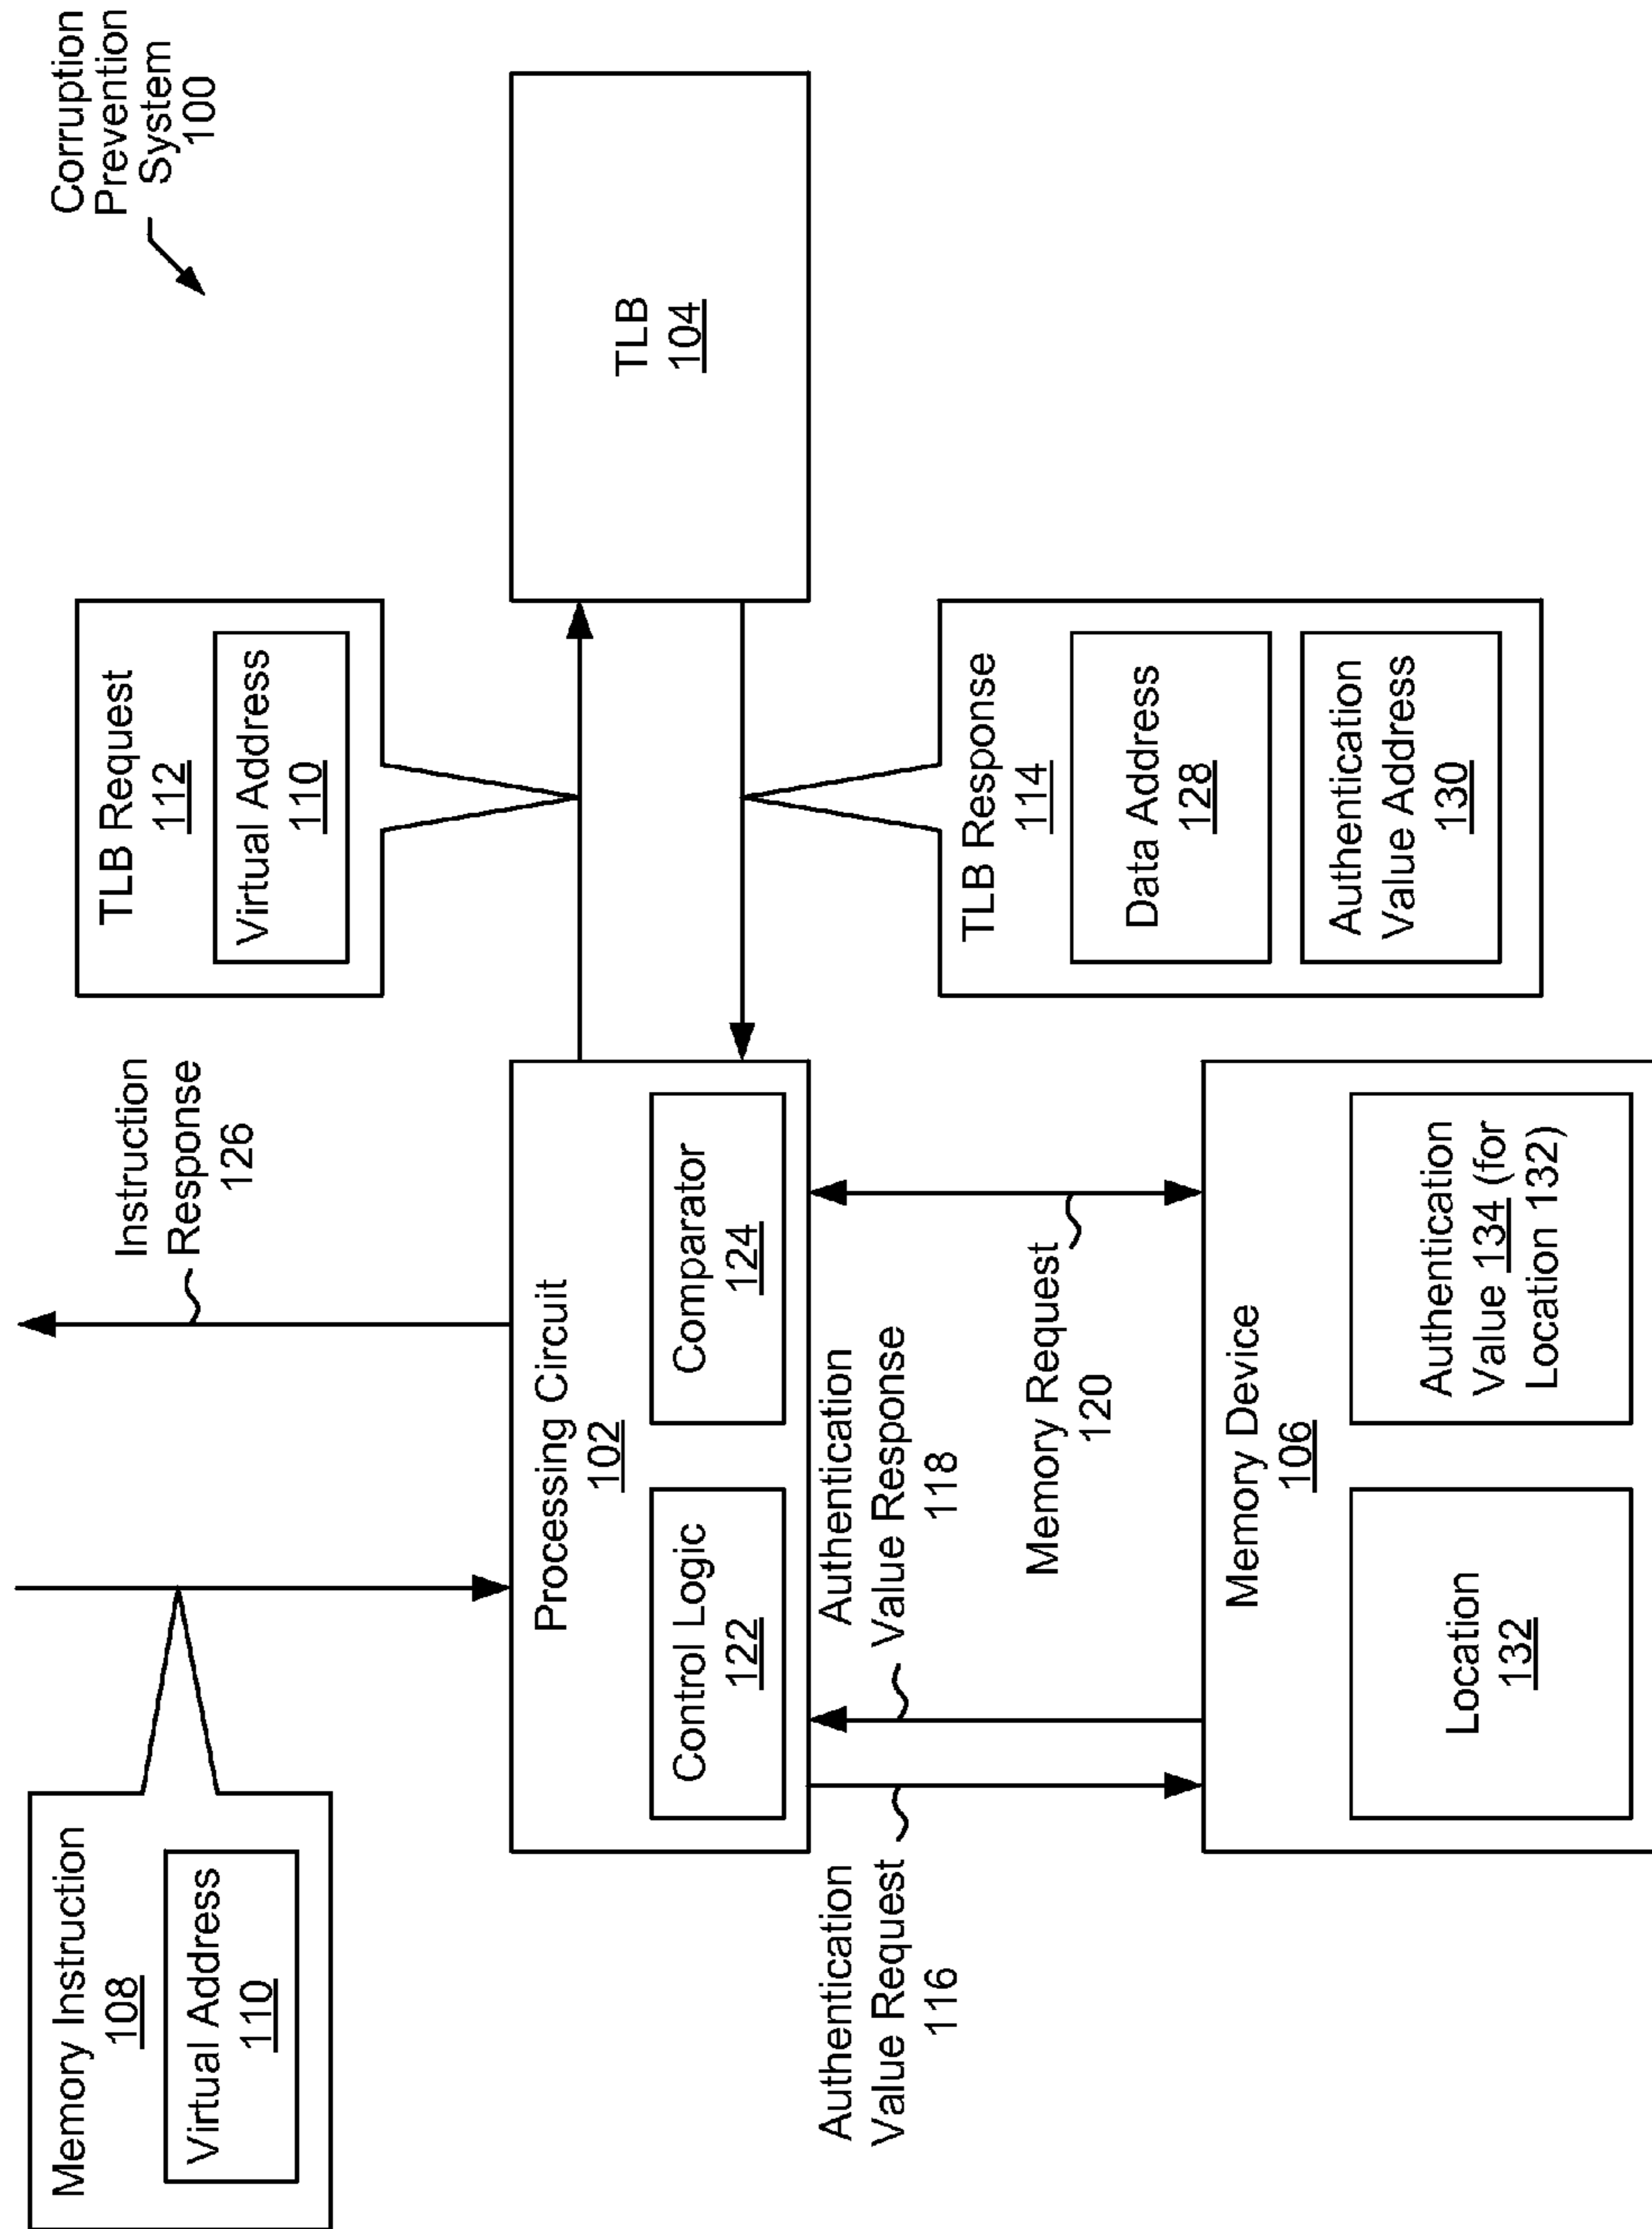 Corruption
Prevention
System
100
Memory Instruction
108
Virtual Address
110
Instruction
Response
126
TLB Request
112
Virtual Address
110
Processing Circuit
102
Control Logic
122
Comparator
124
TLB
104
TLB Response
114
Data Address
128
Authentication
Value Address
130
Authentication
Value Request
116
Authentication
Value Response
118
Memory Request
120
Memory Device
106
Location
132
Authentication
Value 134 (for
Location 132)